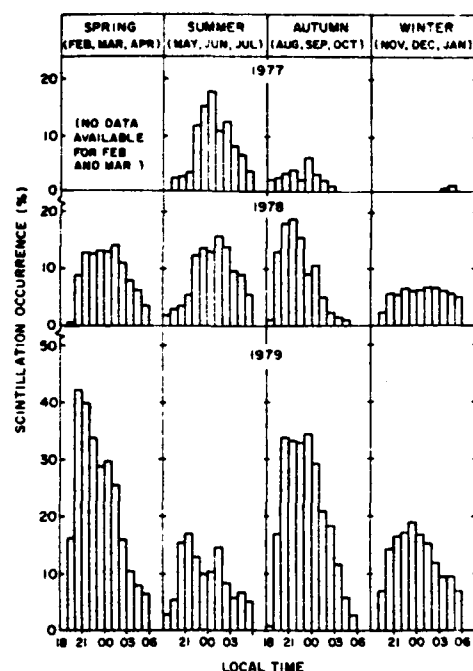 SPRING SUMMER AUTUMN WINTER
(FEB, MAR, APR) (MAY, JUN, JUL) (AUG, SEP, OCT) (NOV, DEC, JAN)
1977
20
(NO DATA
AVAILABLE
FOR FEB
AND MAR)
10
0
1978
10
0
1979
50
40
30
20
10
0
SCINTILLATION OCCURRENCE (%)
18 21 00 03 06 21 00 03 21 00 03 06 21 00 03 06
LOCAL TIME